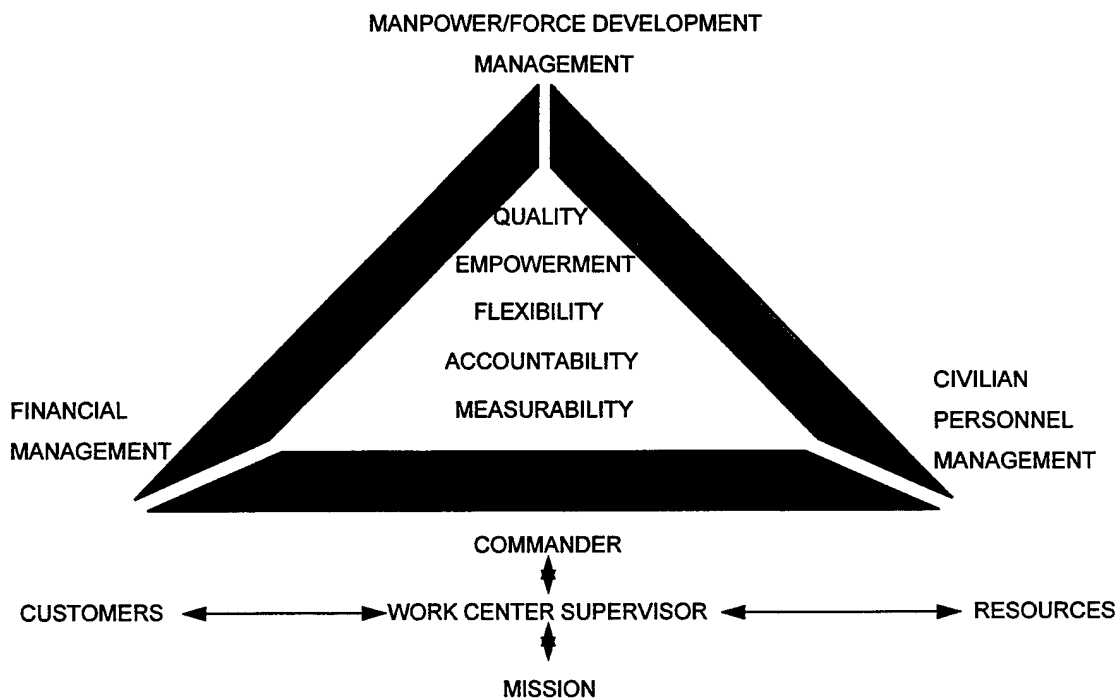 MANPOWER/FORCE DEVELOPMENT
MANAGEMENT
QUALITY
EMPOWERMENT
FLEXIBILITY
ACCOUNTABILITY
MEASURABILITY
FINANCIAL
MANAGEMENT
CIVILIAN
PERSONNEL
MANAGEMENT
COMMANDER
CUSTOMERS
WORK CENTER SUPERVISOR
RESOURCES
MISSION